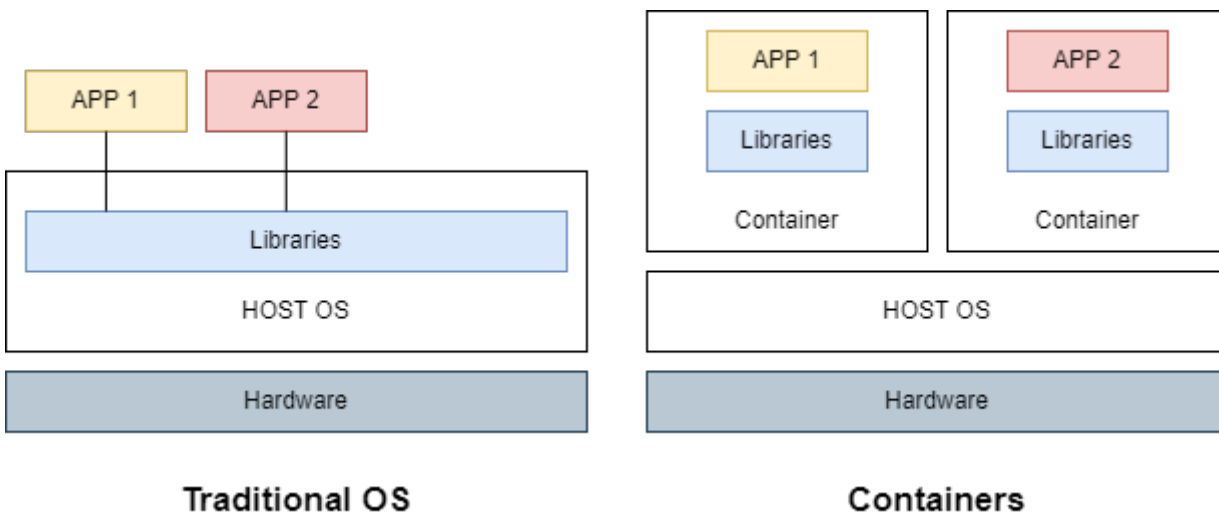 APP 1
APP 2
Libraries
HOST OS
Hardware
Traditional OS
APP 1
Libraries
Container
APP 2
Libraries
Container
HOST OS
Hardware
Containers